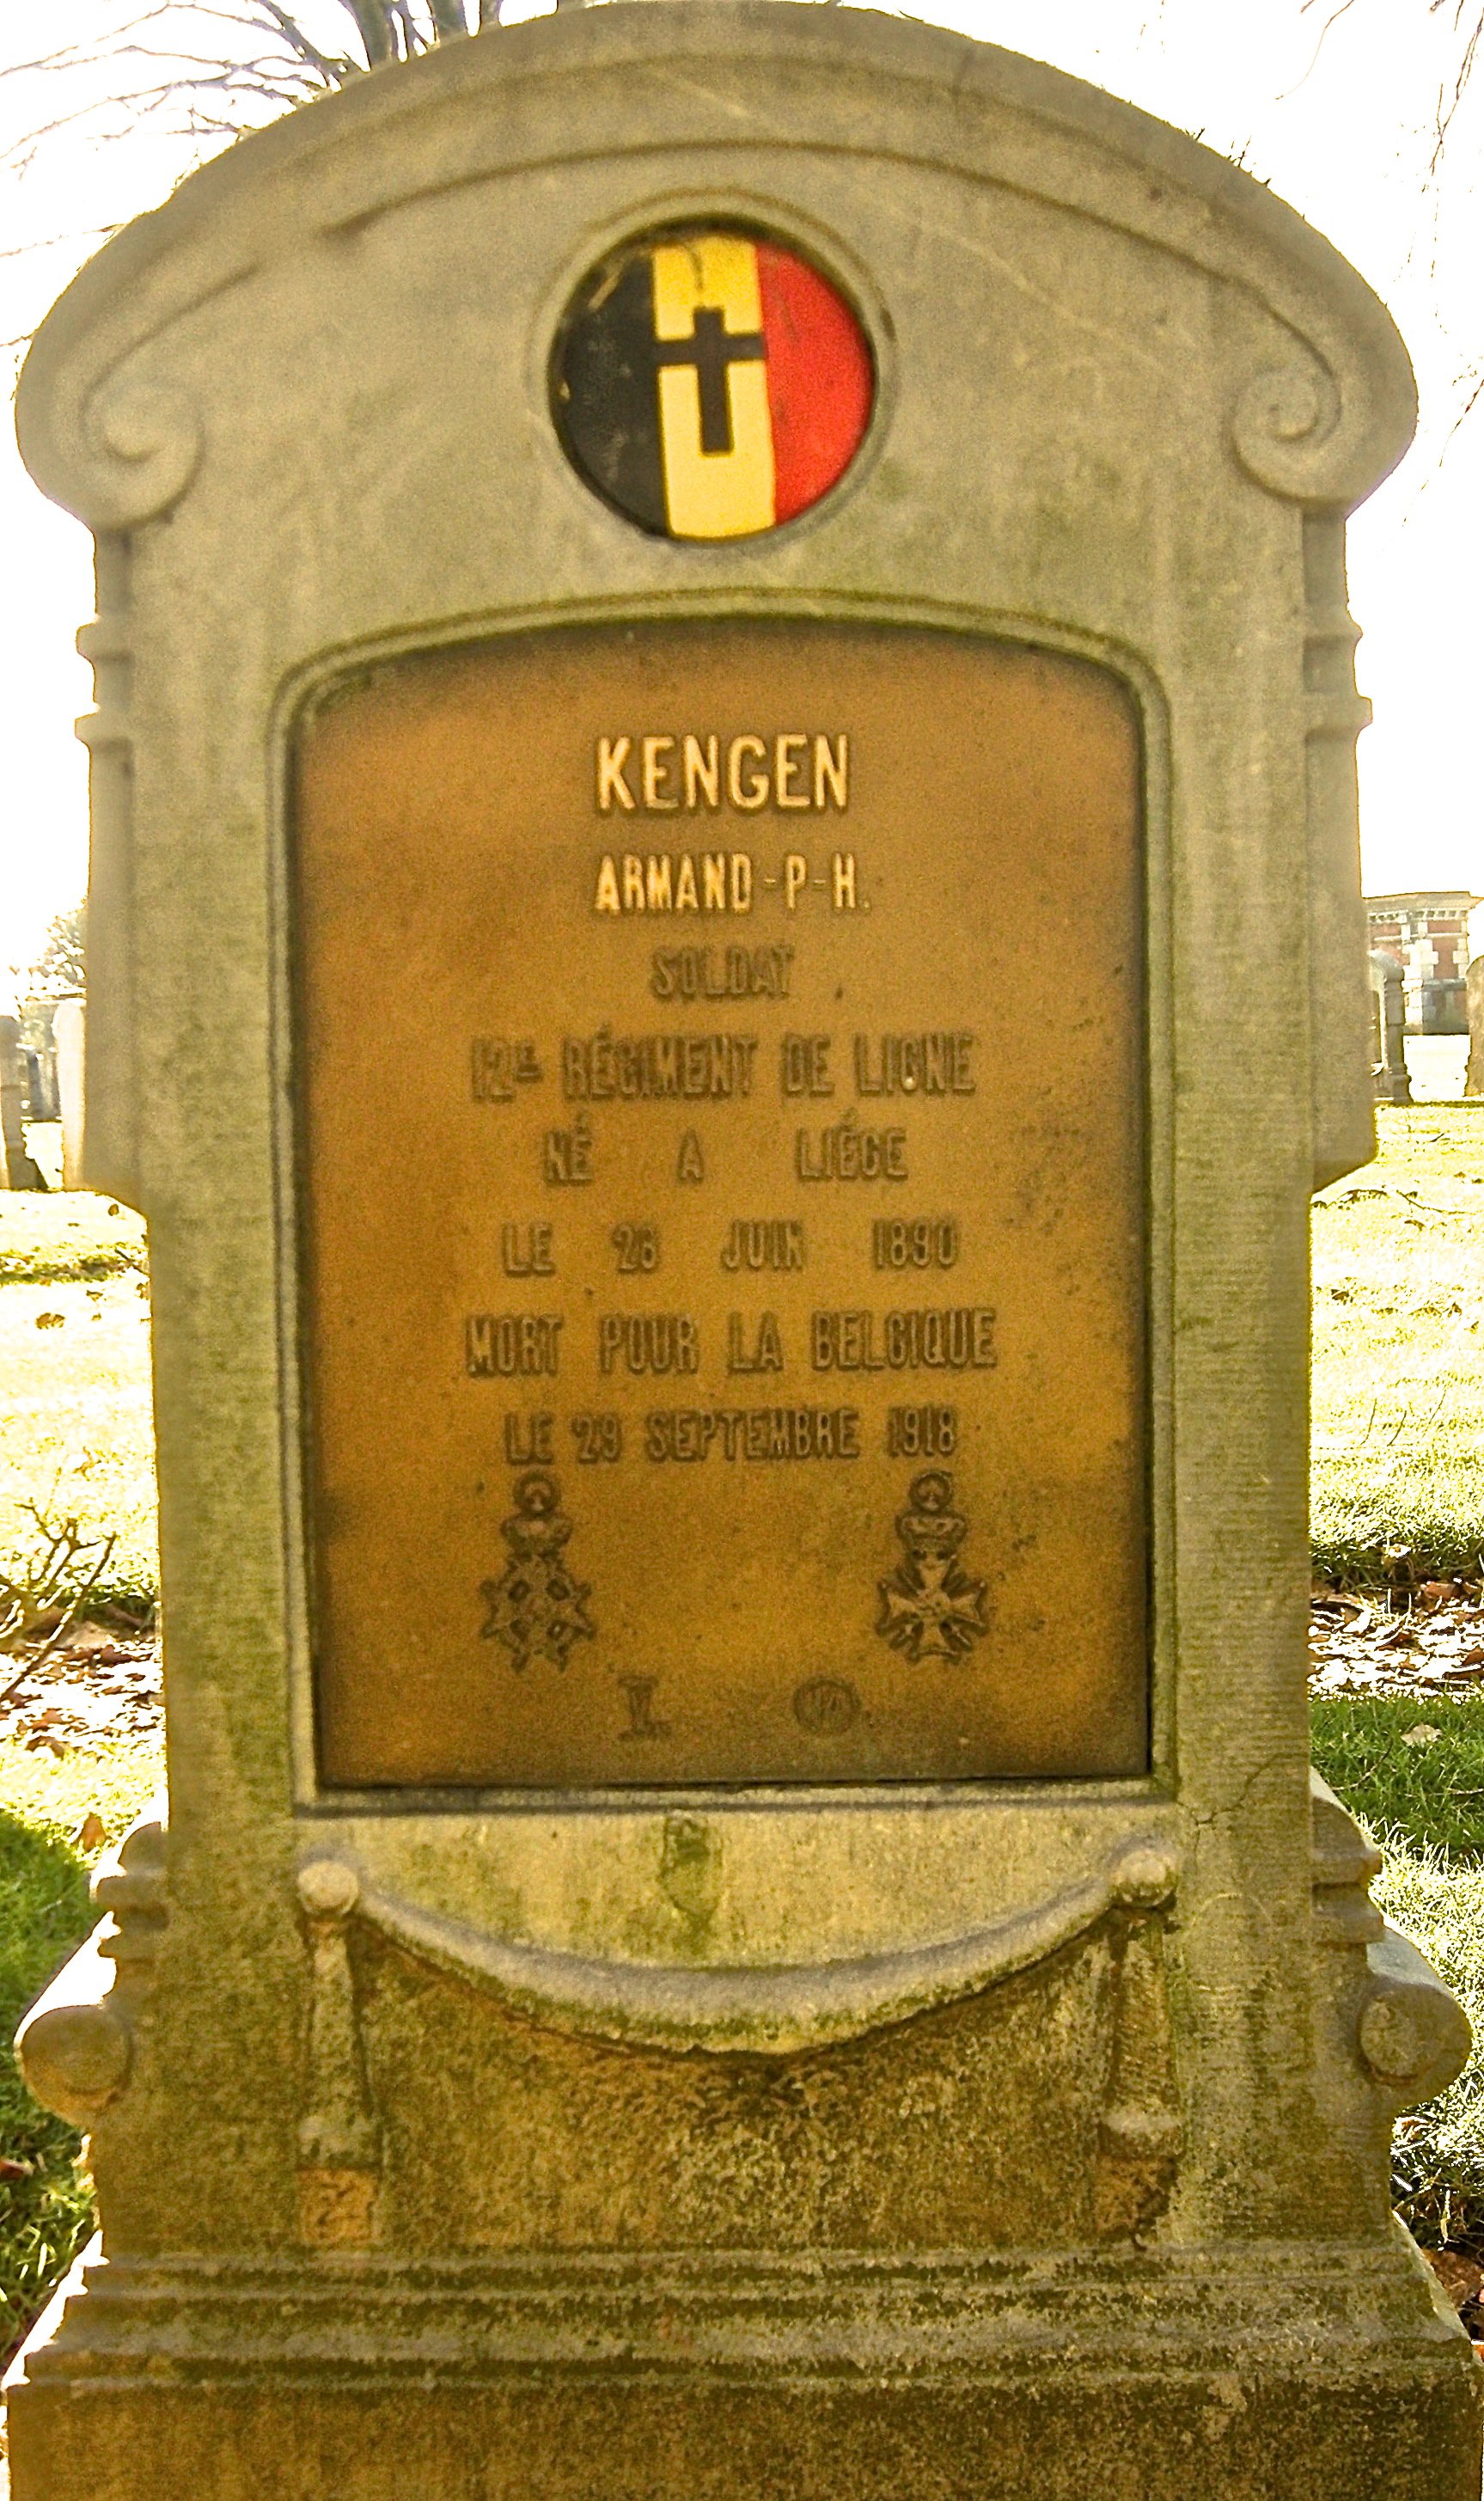 KENGEN
ARMAND-P-H.
SOLDAT
12E RÉGIMENT DE LIGNE
NÉ A LIÉGE
LE 26 JUIN 1890
MORT POUR LA BELGIQUE
LE 29 SEPTEMBRE 1918